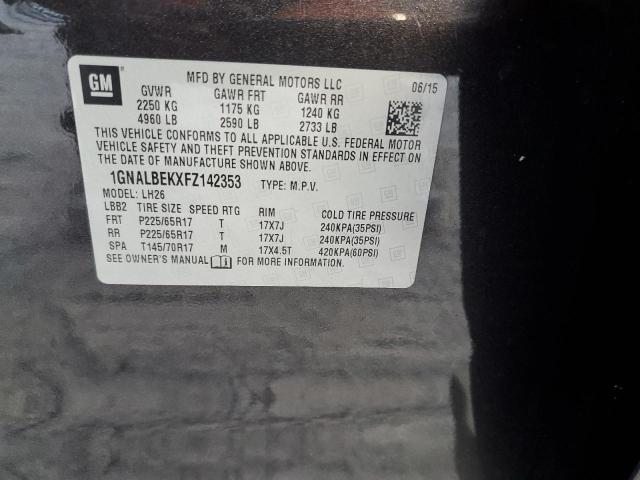 GM
MFD BY GENERAL MOTORS LLC 06/15
GVWR GAWR FRT GAWR RR
2250 KG 1175 KG 1240 KG
4960 LB 2590 LB 2733 LB
THIS VEHICLE CONFORMS TO ALL APPLICABLE U.S. FEDERAL MOTOR
VEHICLE SAFETY AND THEFT PREVENTION STANDARDS IN EFFECT ON
THE DATE OF MANUFACTURE SHOWN ABOVE.
1GNALBEKXFZ142353 TYPE: M.P.V.
MODEL: LH26
LBB2 TIRE SIZE SPEED RTG RIM COLD TIRE PRESSURE
FRT P225/65R17 T 17X7J 240KPA(35PSI)
RR P225/65R17 T 17X7J 240KPA(35PSI)
SPA T145/70R17 M 17X4.5T 420KPA(60PSI)
SEE OWNER'S MANUAL FOR MORE INFORMATION.